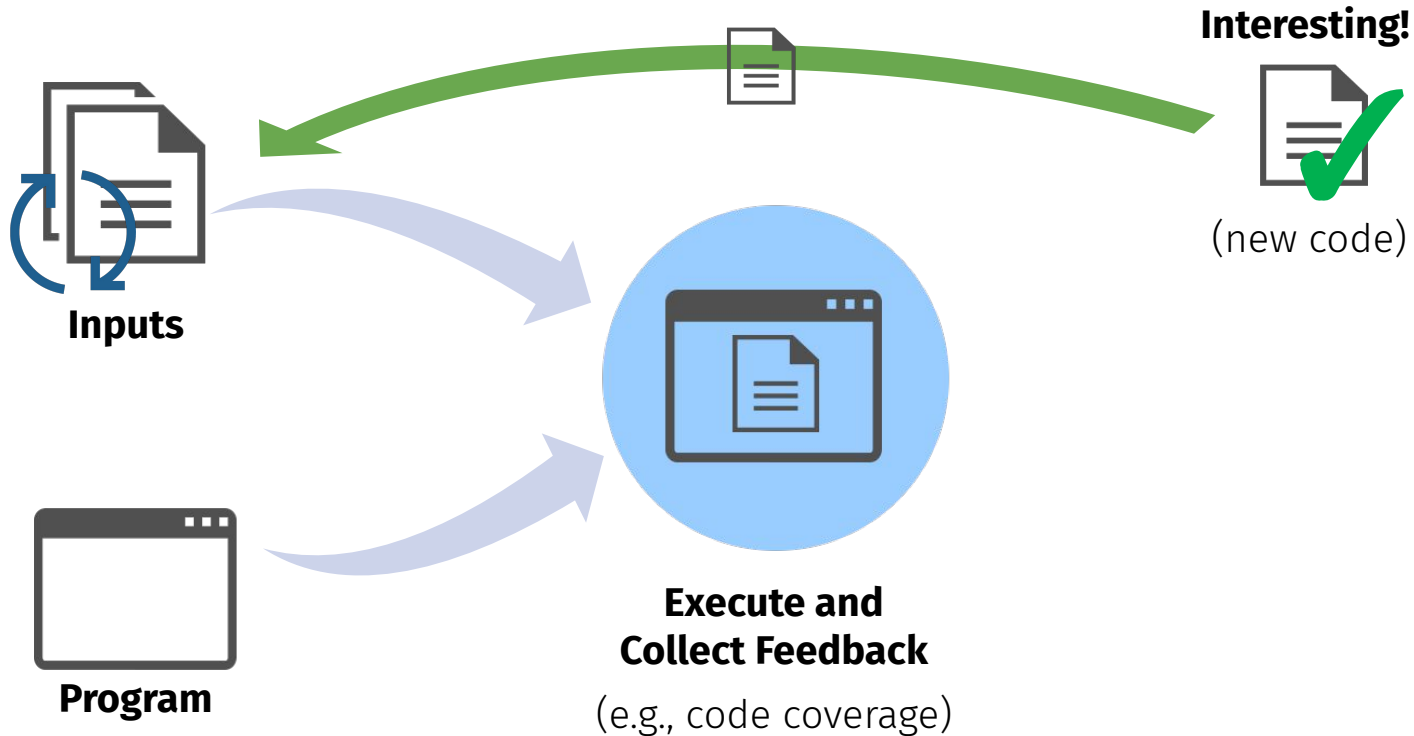 Interesting!
(new code)
Inputs
Execute and
Collect Feedback
(e.g., code coverage)
Program